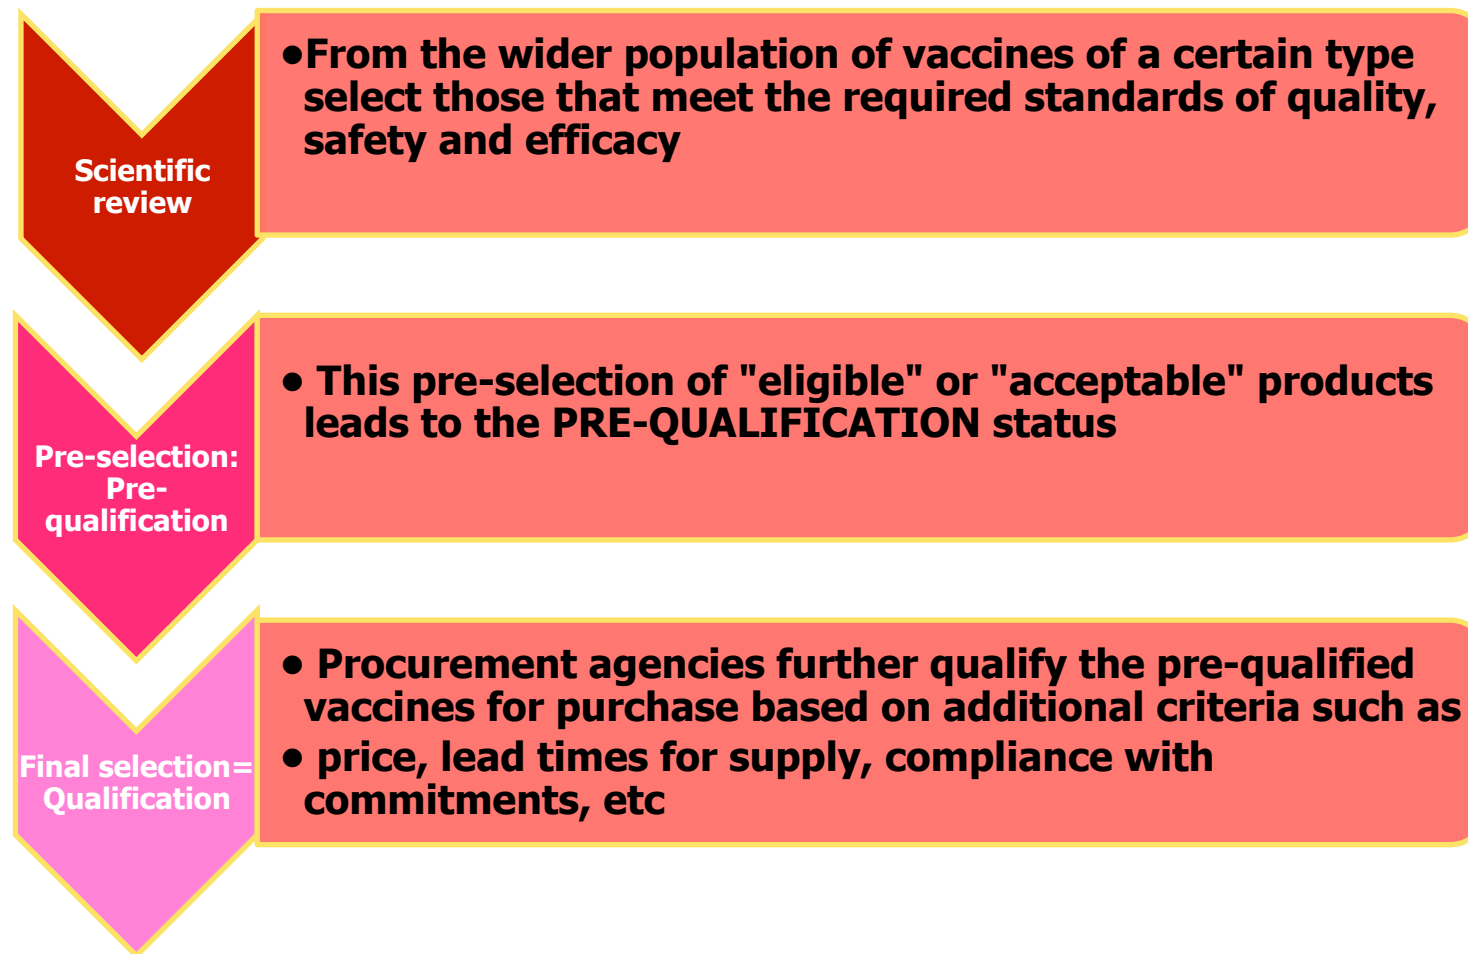 Scientific
review
•From the wider population of vaccines of a certain type
select those that meet the required standards of quality,
safety and efficacy
Pre-selection:
Pre-
qualification
• This pre-selection of "eligible" or "acceptable" products
leads to the PRE-QUALIFICATION status
Final selection=
Qualification
• Procurement agencies further qualify the pre-qualified
vaccines for purchase based on additional criteria such as
• price, lead times for supply, compliance with
commitments, etc